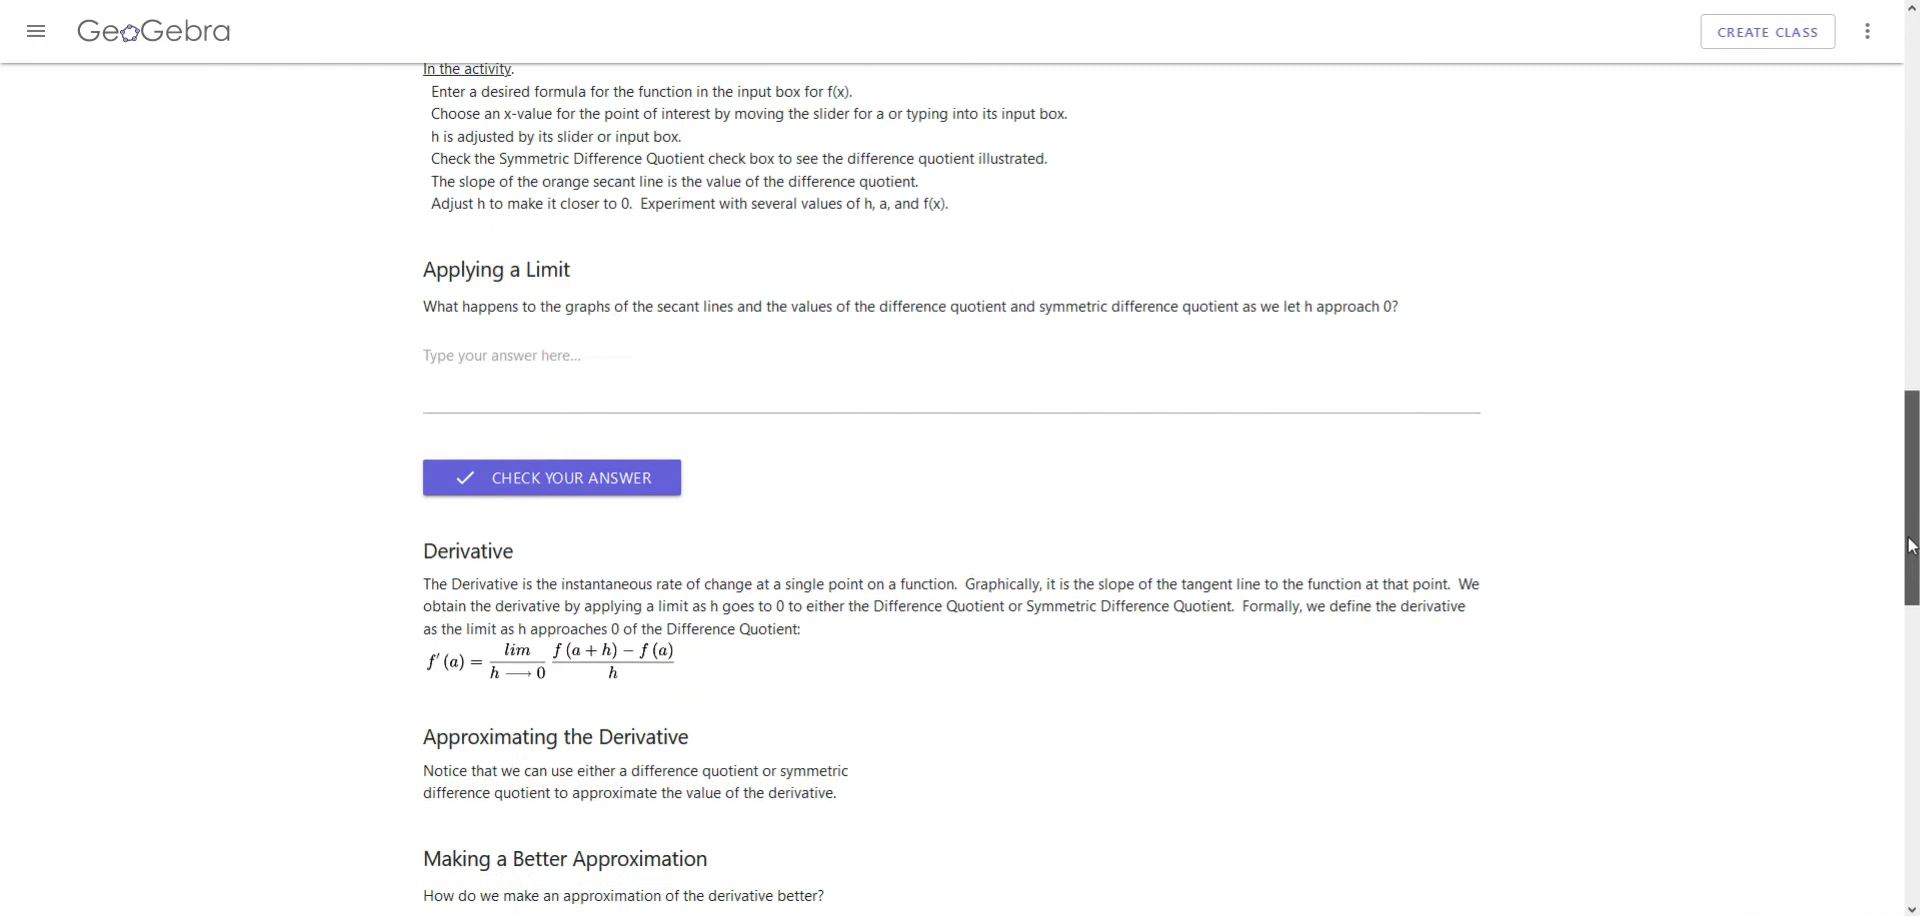 GeoGebra
CREATE CLASS
In the activity.
Enter a desired formula for the function in the input box for f(x).
Choose an x-value for the point of interest by moving the slider for a or typing into its input box.
h is adjusted by its slider or input box.
Check the Symmetric Difference Quotient check box to see the difference quotient illustrated.
The slope of the orange secant line is the value of the difference quotient.
Adjust h to make it closer to 0.  Experiment with several values of h, a, and f(x).
Applying a Limit
What happens to the graphs of the secant lines and the values of the difference quotient and symmetric difference quotient as we let h approach 0?
Type your answer here...
CHECK YOUR ANSWER
Derivative
The Derivative is the instantaneous rate of change at a single point on a function.  Graphically, it is the slope of the tangent line to the function at that point.  We
obtain the derivative by applying a limit as h goes to 0 to either the Difference Quotient or Symmetric Difference Quotient.  Formally, we define the derivative
as the limit as h approaches 0 of the Difference Quotient:
lim f (a + h) − f (a)
f′ (a) =
h ⟶ 0 h
Approximating the Derivative
Notice that we can use either a difference quotient or symmetric
difference quotient to approximate the value of the derivative.
Making a Better Approximation
How do we make an approximation of the derivative better?